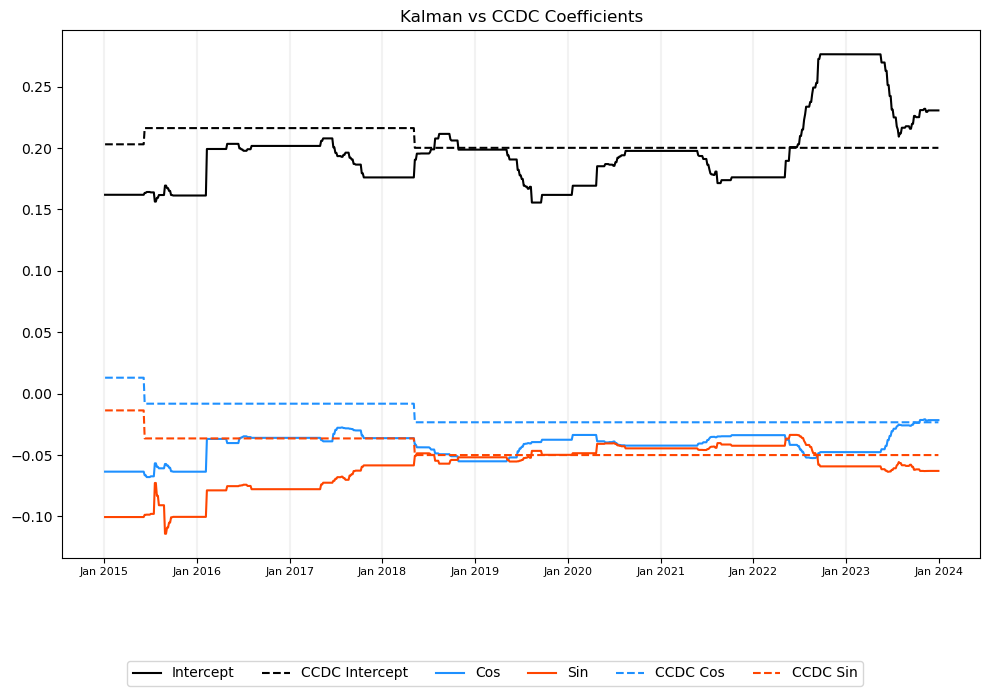 Kalman vs CCDC Coefficients
0.25
0.20
0.15
0.10
0.05
0.00
−0.05
−0.10
Jan 2015 Jan 2016 Jan 2017 Jan 2018 Jan 2019 Jan 2020 Jan 2021 Jan 2022 Jan 2023 Jan 2024
Intercept CCDC Intercept Cos Sin CCDC Cos CCDC Sin